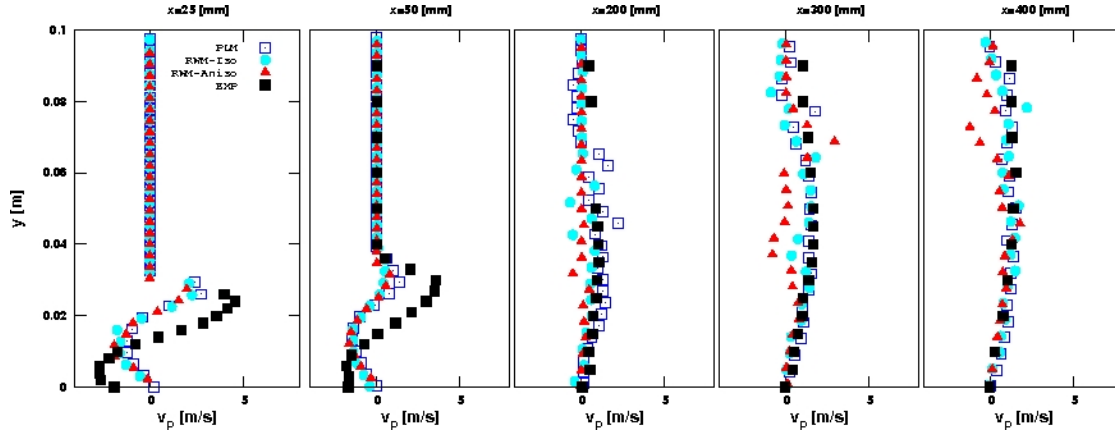 x=25 [mm] x=50 [mm] x=200 [mm] x=300 [mm] x=400 [mm]
0.1
PLM
RWM-Iso
RWM-Aniso
EXP
0.08
0.06
y [m]
0.04
0.02
0
0 5 0 5 0 5 0 5 0 5
v_p [m/s] v_p [m/s] v_p [m/s] v_p [m/s] v_p [m/s]